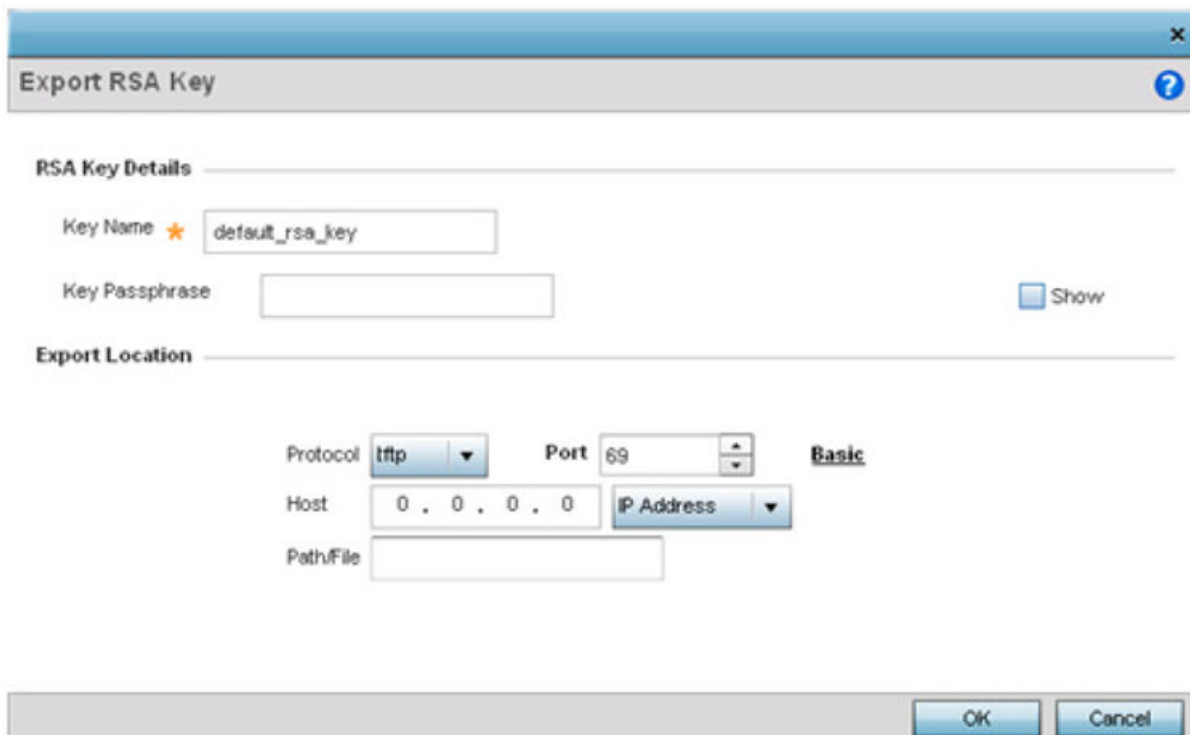 ×
Export RSA Key
?
RSA Key Details
Key Name * default_rsa_key
Key Passphrase
Show
Export Location
Protocol tftp Port 69 Basic
Host 0 . 0 . 0 . 0 IP Address
Path/File
OK Cancel